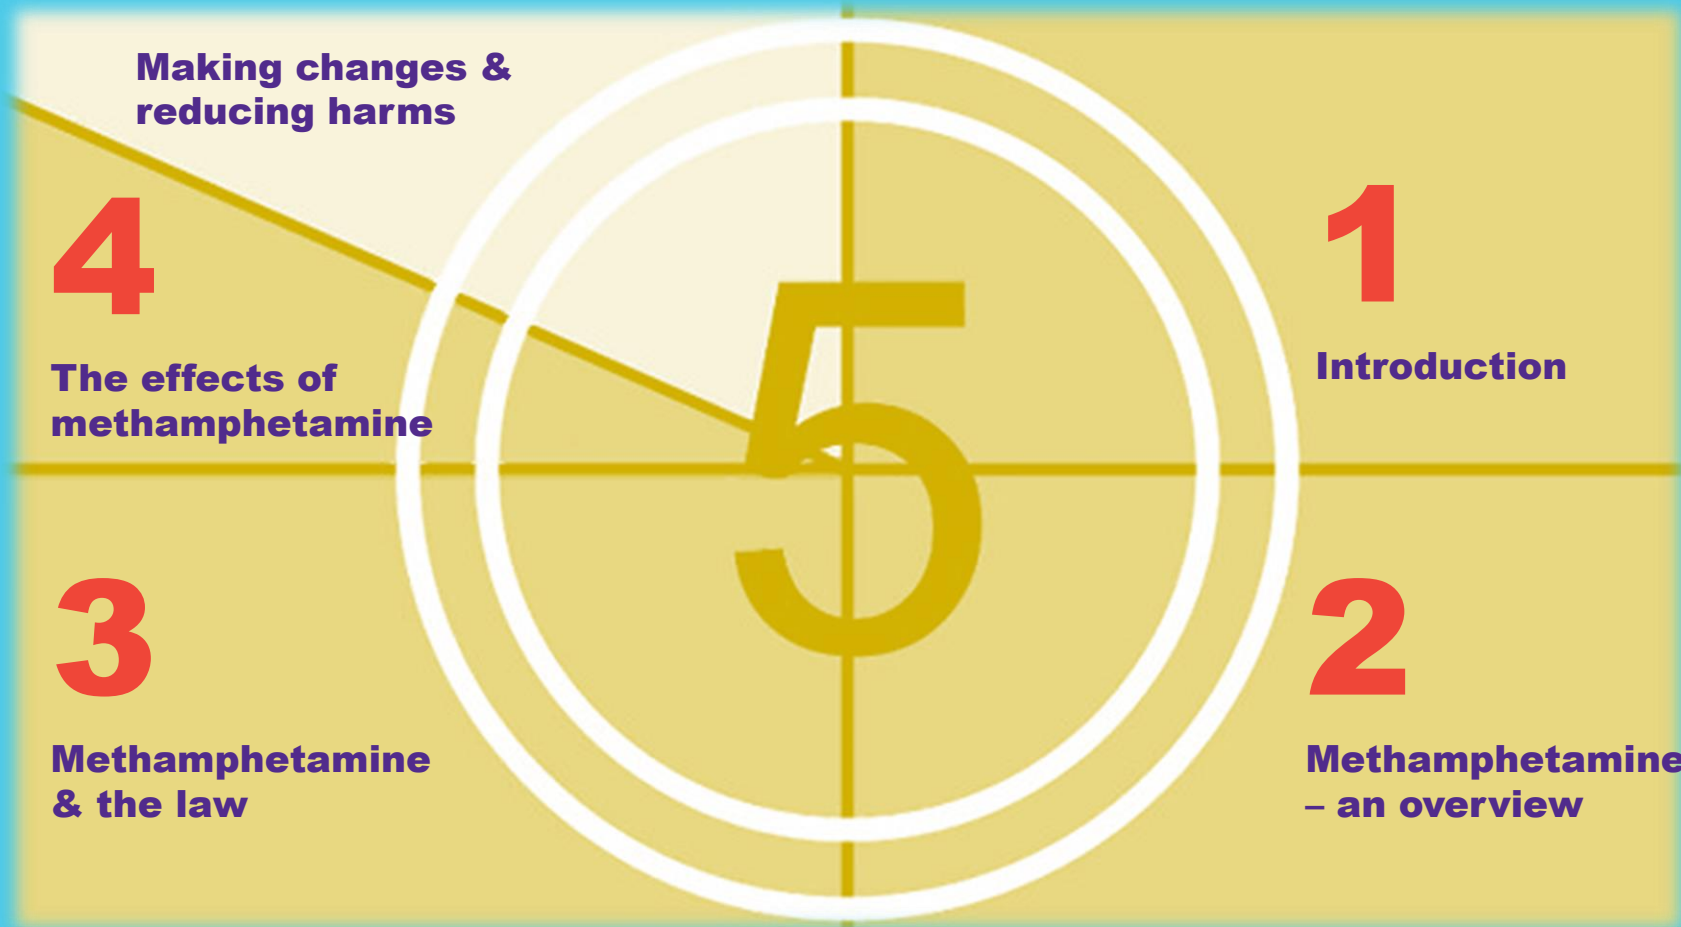 Making changes &
reducing harms
4
The effects of
methamphetamine
1
Introduction
5
3
Methamphetamine
& the law
2
Methamphetamine
– an overview